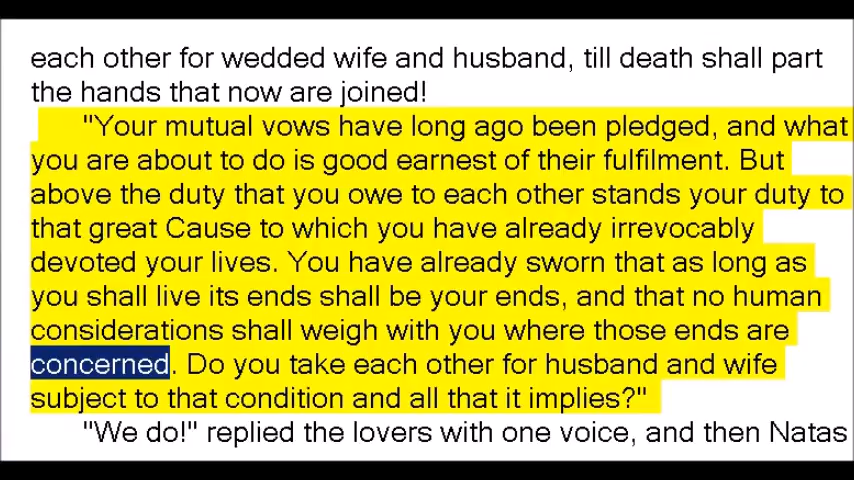 each other for wedded wife and husband, till death shall part
the hands that now are joined!
"Your mutual vows have long ago been pledged, and what
you are about to do is good earnest of their fulfilment. But
above the duty that you owe to each other stands your duty to
that great Cause to which you have already irrevocably
devoted your lives. You have already sworn that as long as
you shall live its ends shall be your ends, and that no human
considerations shall weigh with you where those ends are
concerned. Do you take each other for husband and wife
subject to that condition and all that it implies?"
"We do!" replied the lovers with one voice, and then Natas